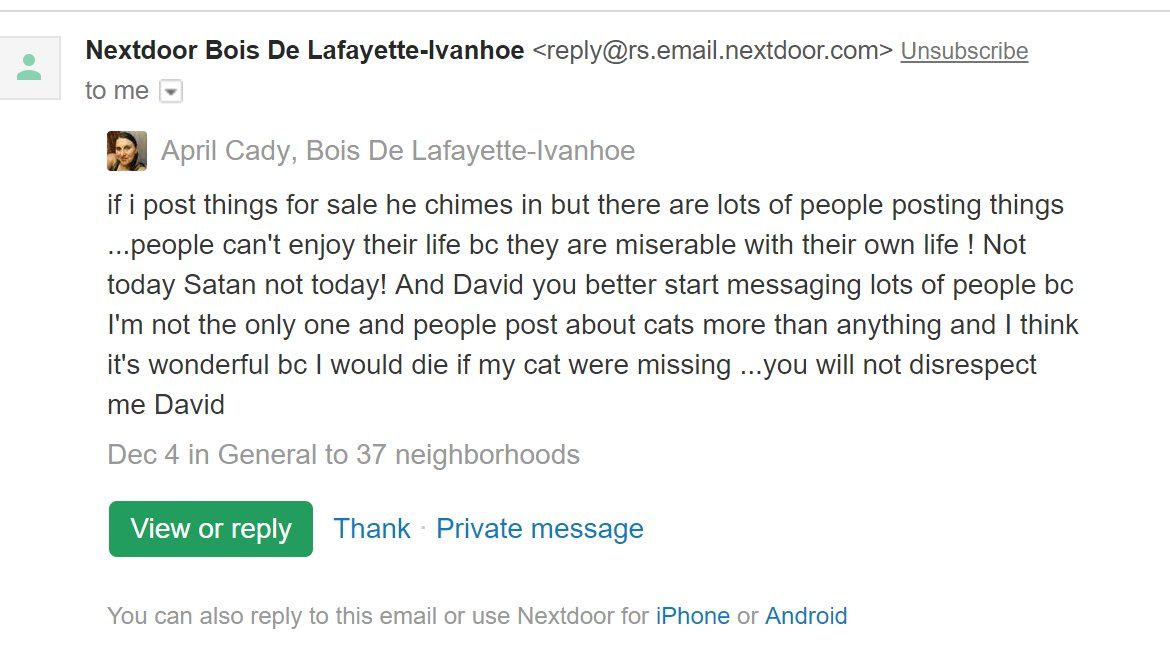 Nextdoor Bois De Lafayette-Ivanhoe <reply@rs.email.nextdoor.com> Unsubscribe
to me
April Cady, Bois De Lafayette-Ivanhoe
if i post things for sale he chimes in but there are lots of people posting things
...people can't enjoy their life bc they are miserable with their own life ! Not
today Satan not today! And David you better start messaging lots of people bc
I'm not the only one and people post about cats more than anything and I think
it's wonderful bc I would die if my cat were missing ...you will not disrespect
me David
Dec 4 in General to 37 neighborhoods
View or reply Thank · Private message
You can also reply to this email or use Nextdoor for iPhone or Android